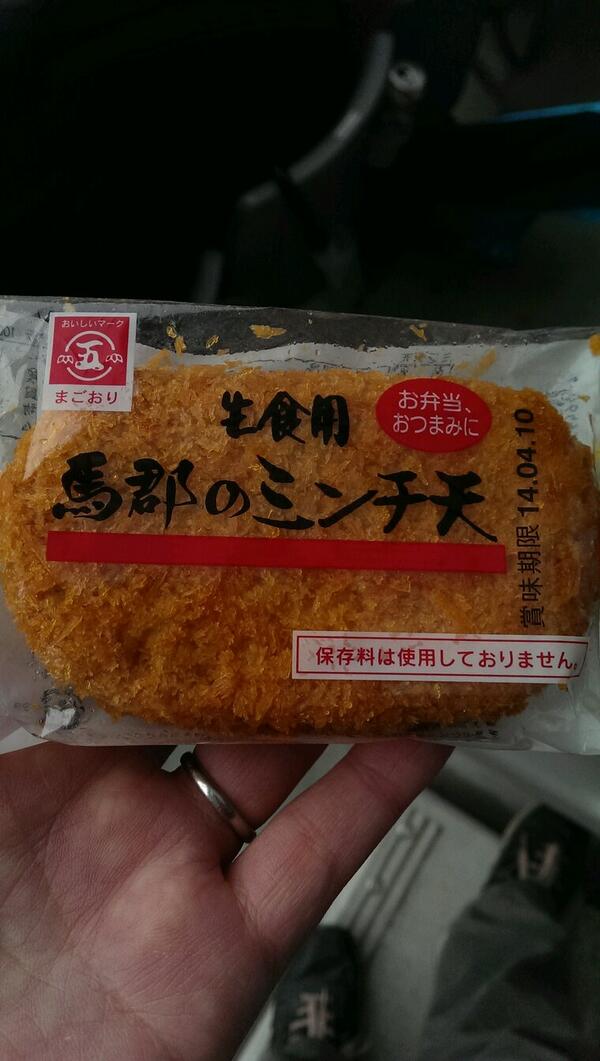 おいしいマーク
五
まごおり
生食用
お弁当、
おつまみに
馬郡のミンチ天
賞味期限 14.04.10
保存料は使用しておりません。